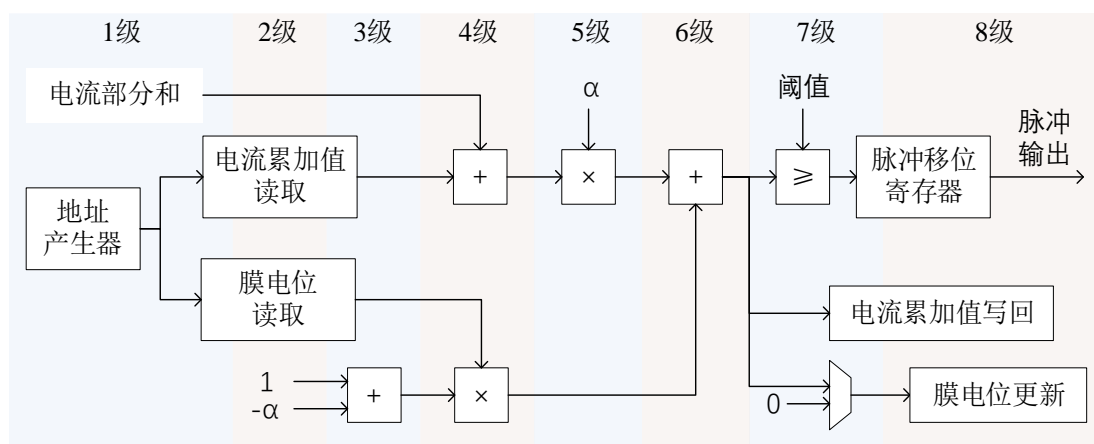 1级
2级
3级
4级
5级
6级
7级
8级
电流部分和
α
阈值
脉冲
输出
电流累加值
读取
+
×
+
≥
脉冲移位
寄存器
地址
产生器
膜电位
读取
电流累加值写回
1
-α
+
×
0
膜电位更新